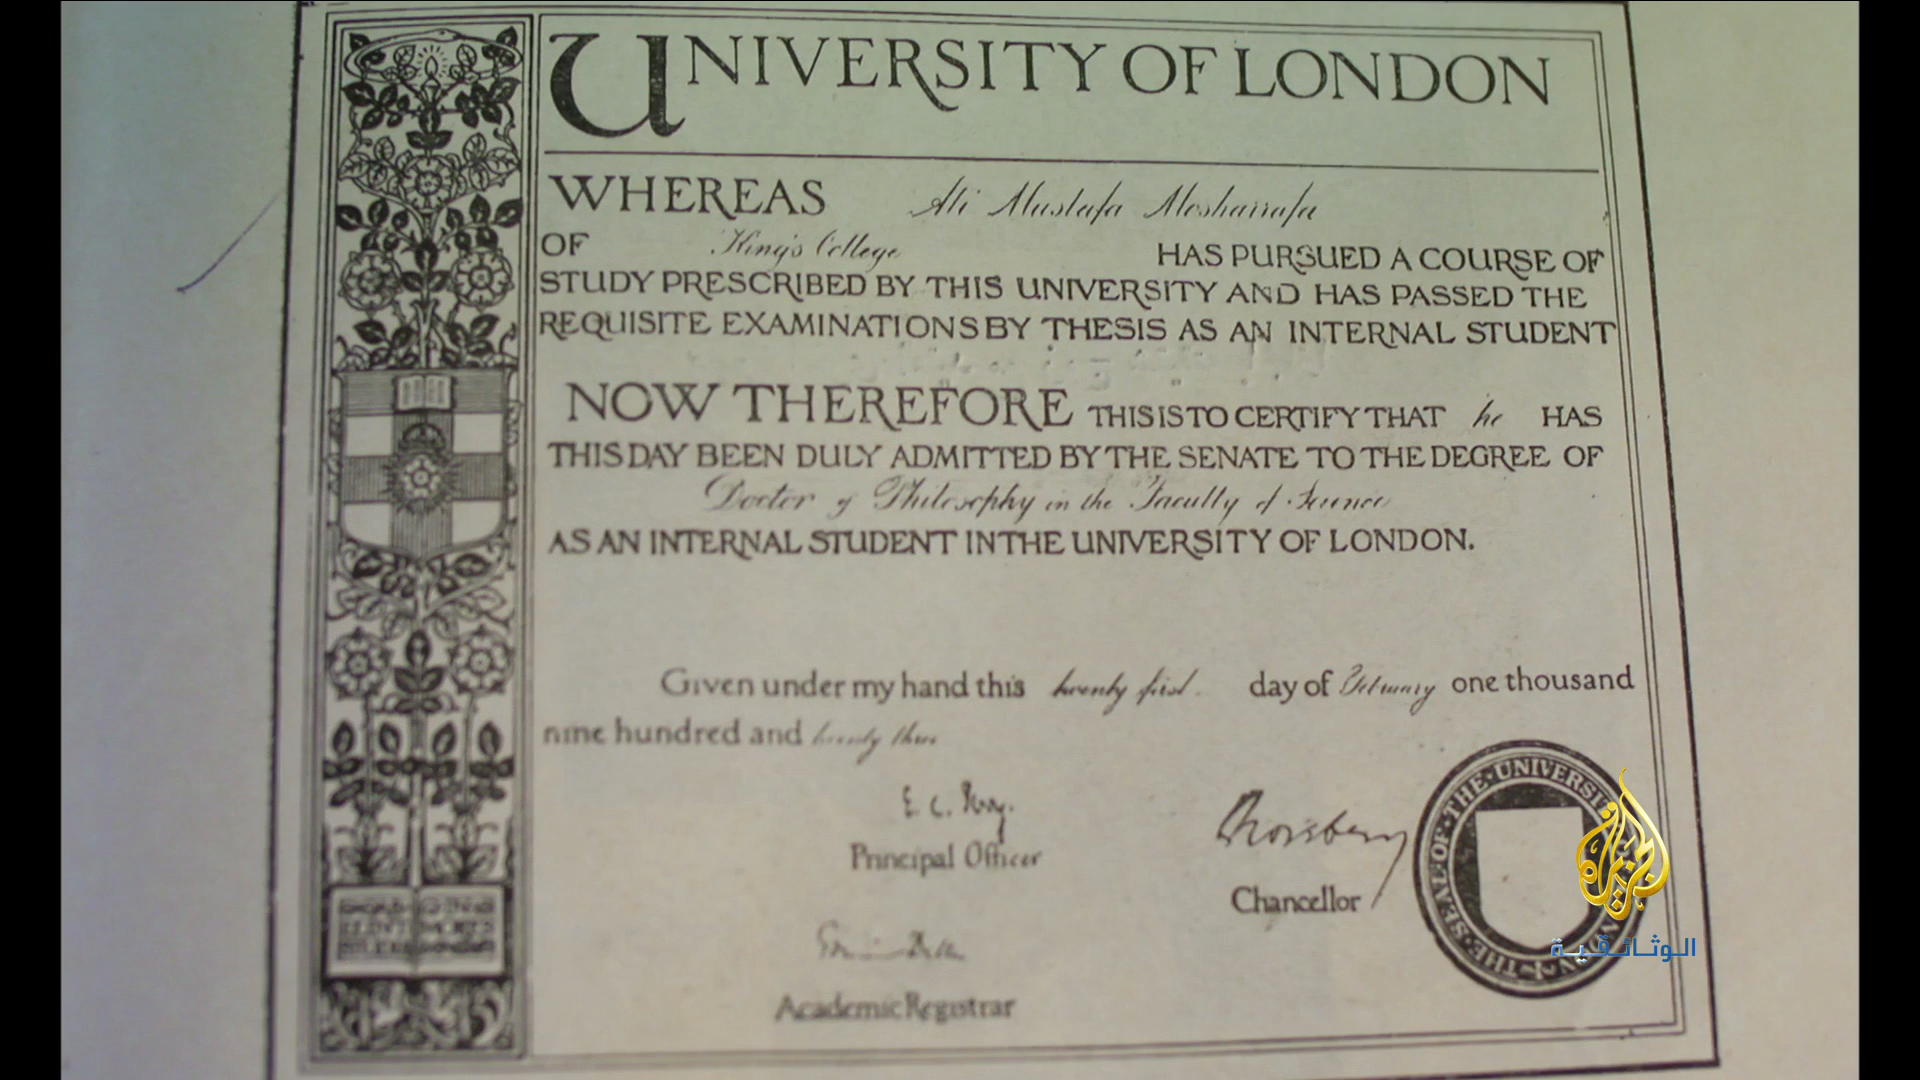 UNIVERSITY OF LONDON
WHEREAS Ali Mustafa Mosharrafa
OF King's College HAS PURSUED A COURSE OF
STUDY PRESCRIBED BY THIS UNIVERSITY AND HAS PASSED THE
REQUISITE EXAMINATIONS BY THESIS AS AN INTERNAL STUDENT
NOW THEREFORE THIS IS TO CERTIFY THAT he HAS
THIS DAY BEEN DULY ADMITTED BY THE SENATE TO THE DEGREE OF
Doctor of Philosophy in the Faculty of Science
AS AN INTERNAL STUDENT IN THE UNIVERSITY OF LONDON.
Given under my hand this twenty first. day of February one thousand
nine hundred and twenty three
E. C. Perry.
Principal Officer
Rosebery
Chancellor
Academic Registrar
THE·SEAL·OF·THE·UNIVERSI
الجزيرة
الوثائقية